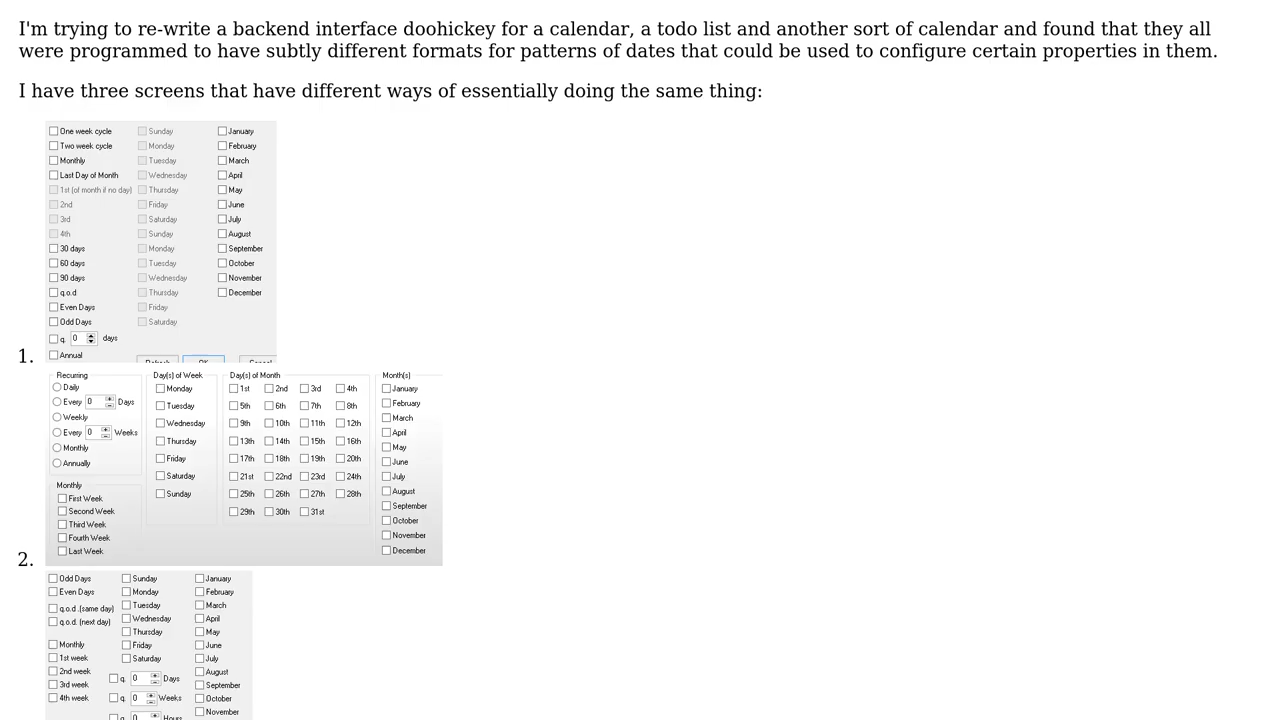 I'm trying to re-write a backend interface doohickey for a calendar, a todo list and another sort of calendar and found that they all
were programmed to have subtly different formats for patterns of dates that could be used to configure certain properties in them.
I have three screens that have different ways of essentially doing the same thing:
One week cycle Sunday January
Two week cycle Monday February
Monthly Tuesday March
Last Day of Month Wednesday April
1st (of month if no day) Thursday May
2nd Friday June
3rd Saturday July
4th Sunday August
30 days Monday September
60 days Tuesday October
90 days Wednesday November
q.o.d Thursday December
Even Days Friday
Odd Days Saturday
q. 0 days
1. Annual Refresh OK Cancel
Recurring Day(s) of Week Day(s) of Month Month(s)
Daily Monday 1st 2nd 3rd 4th January
Every 0 Days Tuesday 5th 6th 7th 8th February
Weekly Wednesday 9th 10th 11th 12th March
Every 0 Weeks Thursday 13th 14th 15th 16th April
Monthly Friday 17th 18th 19th 20th May
Annually Saturday 21st 22nd 23rd 24th June
Monthly Sunday 25th 26th 27th 28th July
First Week 29th 30th 31st August
Second Week September
Third Week October
Fourth Week November
2. Last Week December
Odd Days Sunday January
Even Days Monday February
q.o.d .(same day) Tuesday March
q.o.d. (next day) Wednesday April
Thursday May
Monthly Friday June
1st week Saturday July
2nd week q. 0 Days August
3rd week September
4th week q. 0 Weeks October
q. 0 Hours November